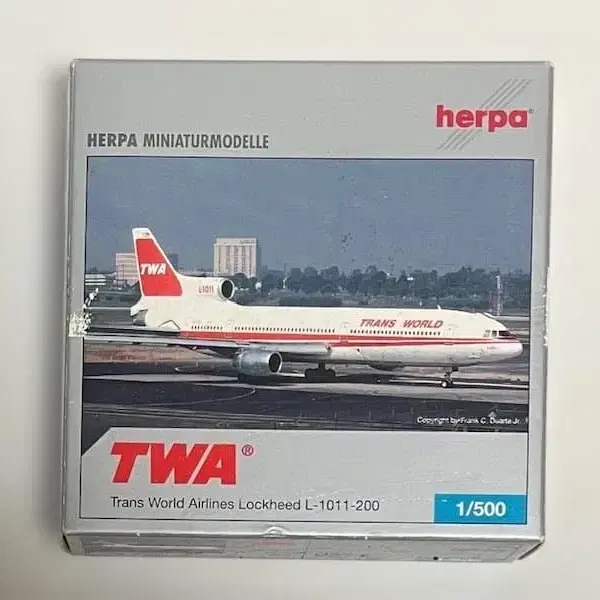 herpa®
HERPA MINIATURMODELLE
TWA
L-1011
TRANS WORLD
Copyright by Frank C. Duarte Jr.
TWA®
Trans World Airlines Lockheed L-1011-200
1/500